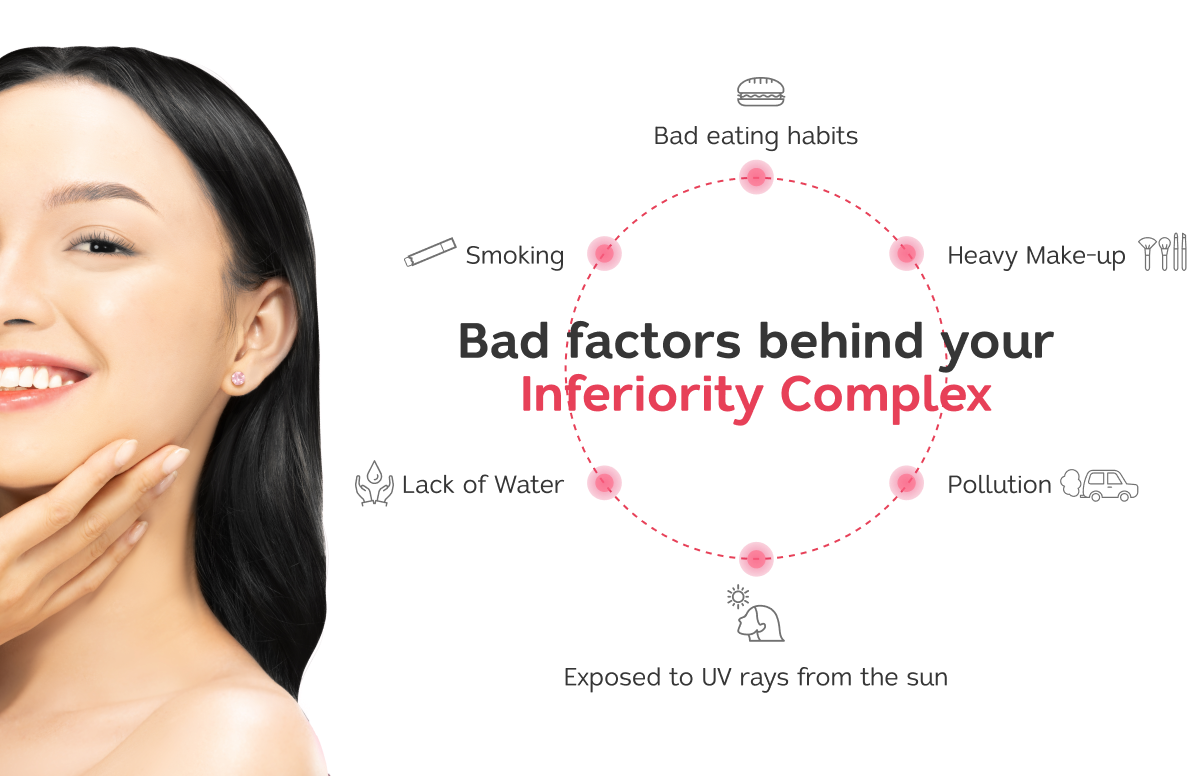 Bad eating habits
Smoking
Heavy Make-up
Bad factors behind your
Inferiority Complex
Lack of Water
Pollution
Exposed to UV rays from the sun